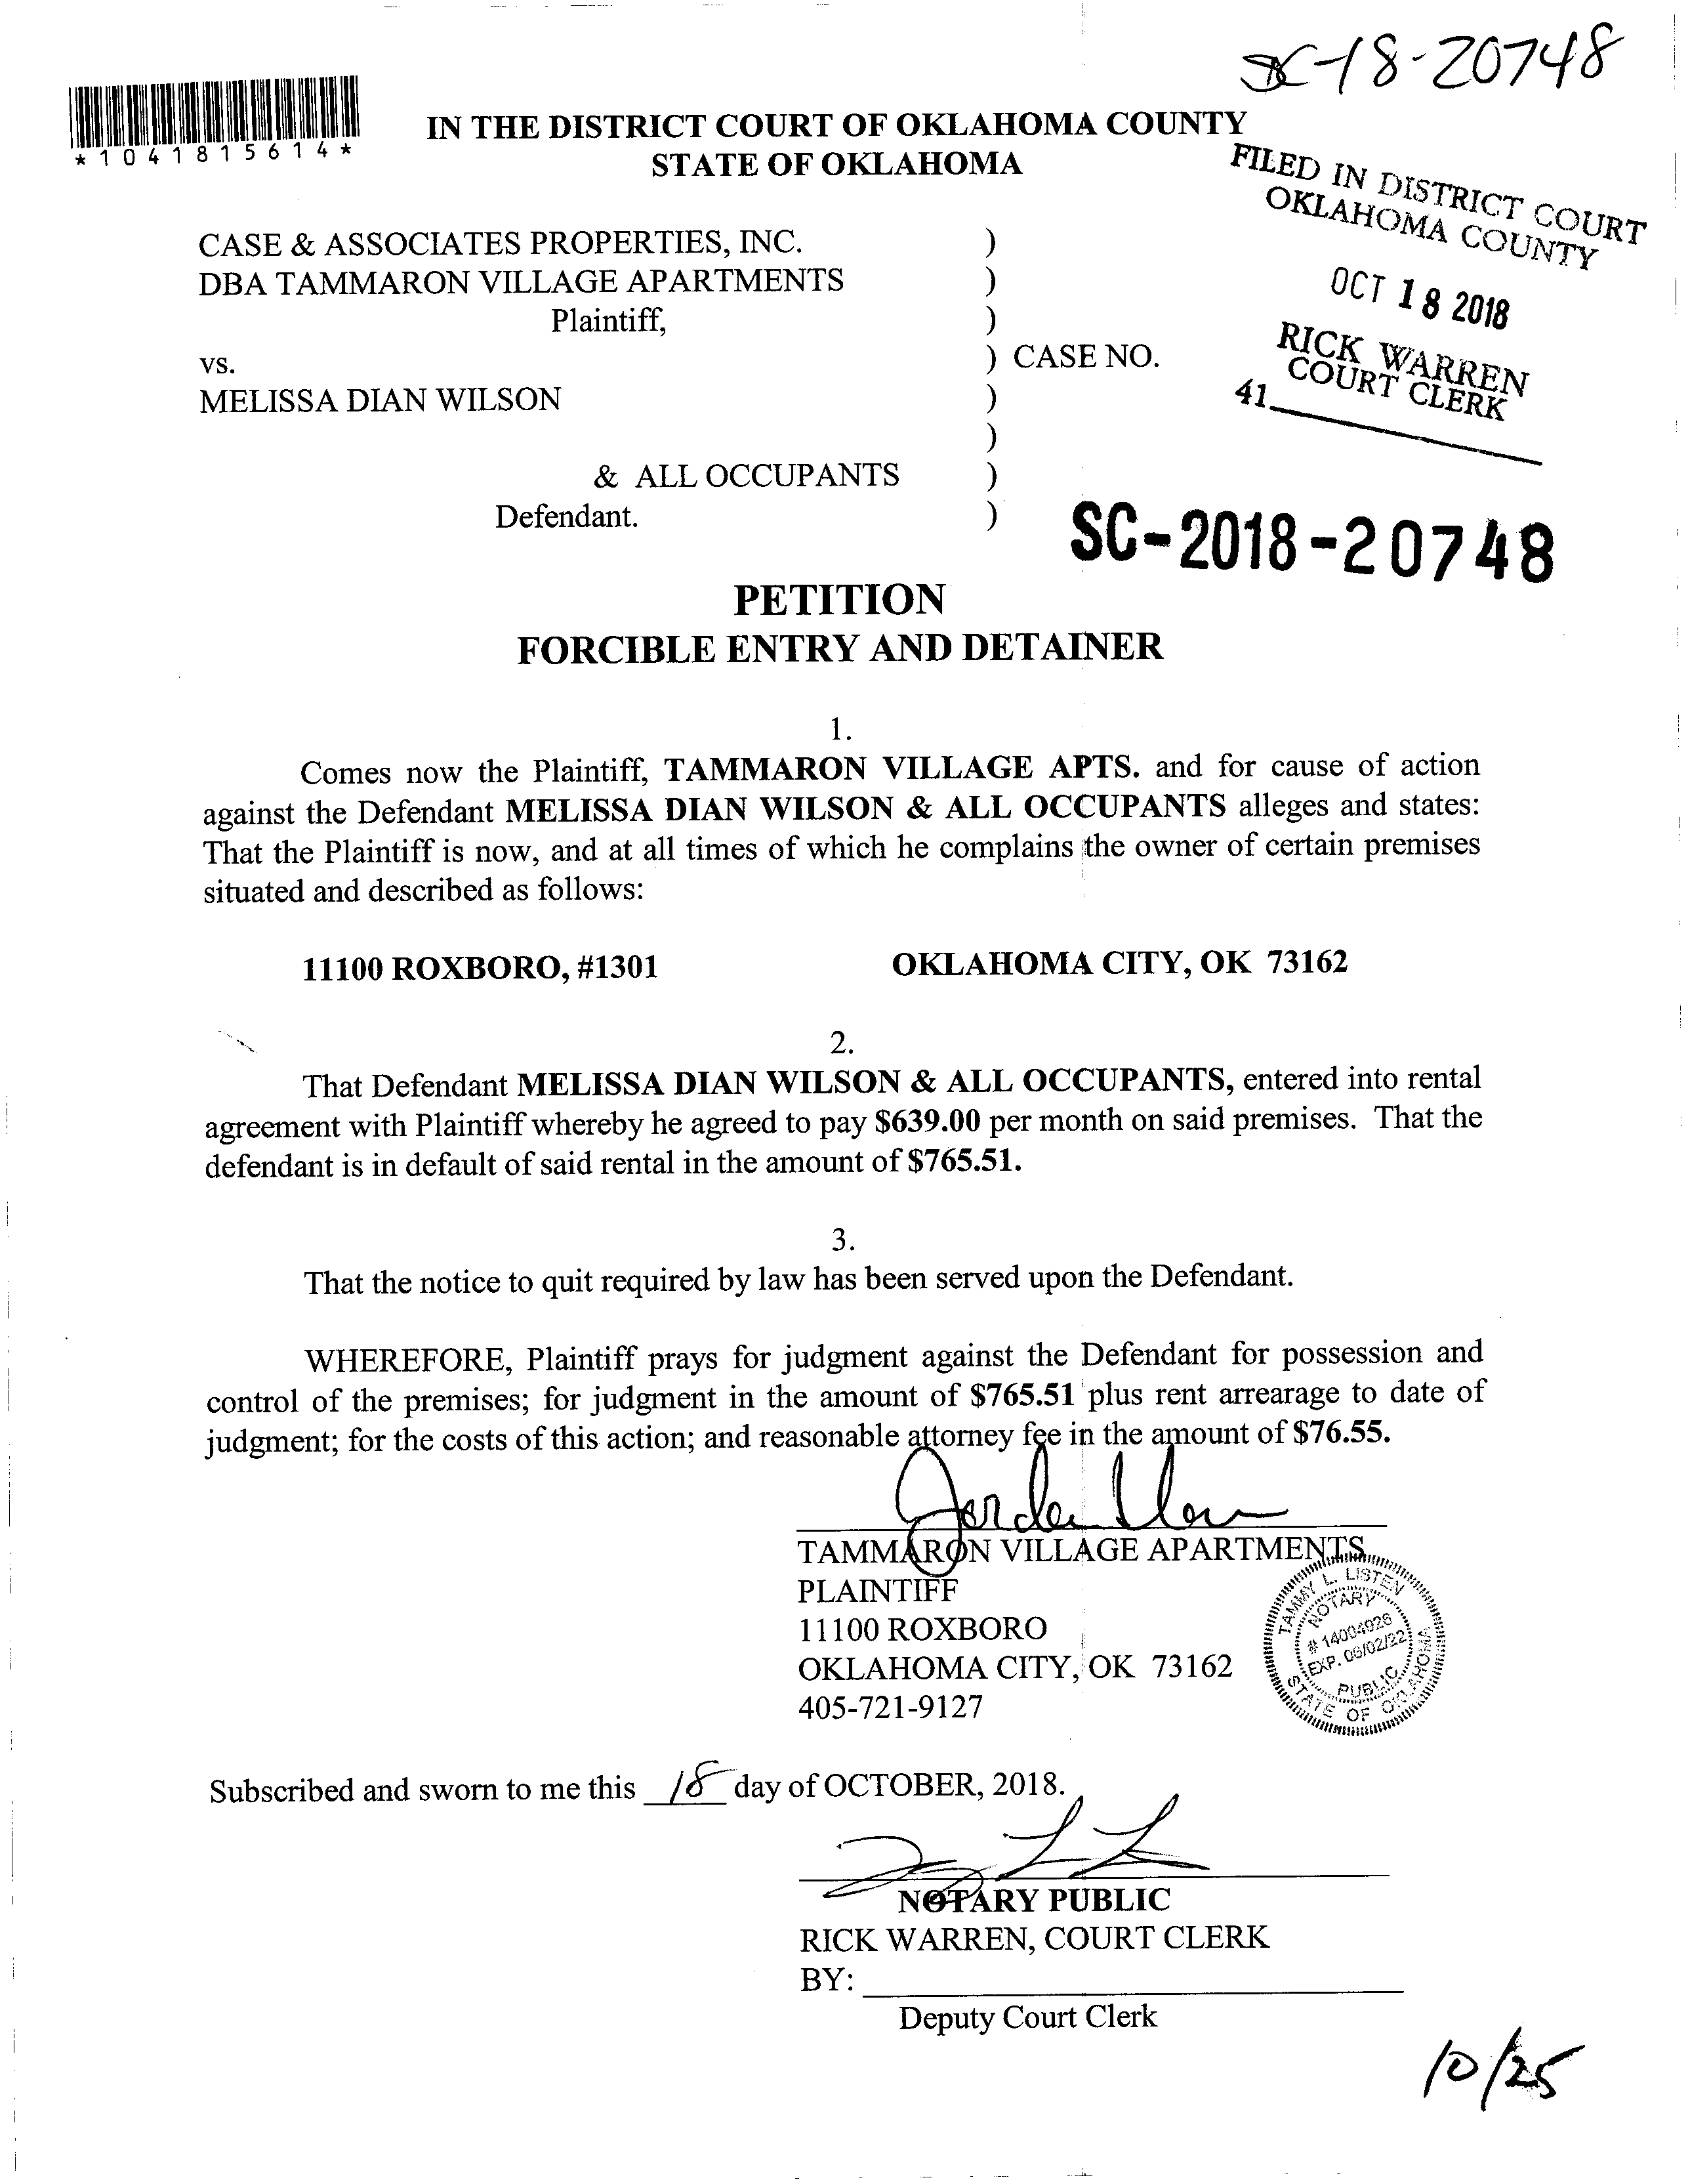 SC-18-20748
*1041815614*
IN THE DISTRICT COURT OF OKLAHOMA COUNTY
STATE OF OKLAHOMA
FILED IN DISTRICT COURT
OKLAHOMA COUNTY
OCT 18 2018
RICK WARREN
COURT CLERK
41
CASE & ASSOCIATES PROPERTIES, INC. )
DBA TAMMARON VILLAGE APARTMENTS )
Plaintiff, )
vs. ) CASE NO.
MELISSA DIAN WILSON )
)
& ALL OCCUPANTS )
Defendant. )
SC-2018-20748
PETITION
FORCIBLE ENTRY AND DETAINER
1.
Comes now the Plaintiff, TAMMARON VILLAGE APTS. and for cause of action
against the Defendant MELISSA DIAN WILSON & ALL OCCUPANTS alleges and states:
That the Plaintiff is now, and at all times of which he complains the owner of certain premises
situated and described as follows:
11100 ROXBORO, #1301 OKLAHOMA CITY, OK 73162
2.
That Defendant MELISSA DIAN WILSON & ALL OCCUPANTS, entered into rental
agreement with Plaintiff whereby he agreed to pay $639.00 per month on said premises. That the
defendant is in default of said rental in the amount of $765.51.
3.
That the notice to quit required by law has been served upon the Defendant.
WHEREFORE, Plaintiff prays for judgment against the Defendant for possession and
control of the premises; for judgment in the amount of $765.51 plus rent arrearage to date of
judgment; for the costs of this action; and reasonable attorney fee in the amount of $76.55.
TAMMARON VILLAGE APARTMENTS
PLAINTIFF
11100 ROXBORO
OKLAHOMA CITY, OK 73162
405-721-9127
TAMMY L. LISTEN
NOTARY
# 14004926
EXP. 06/02/22
PUBLIC
STATE OF OKLAHOMA
Subscribed and sworn to me this 18 day of OCTOBER, 2018.
NOTARY PUBLIC
RICK WARREN, COURT CLERK
BY:
Deputy Court Clerk
10/25